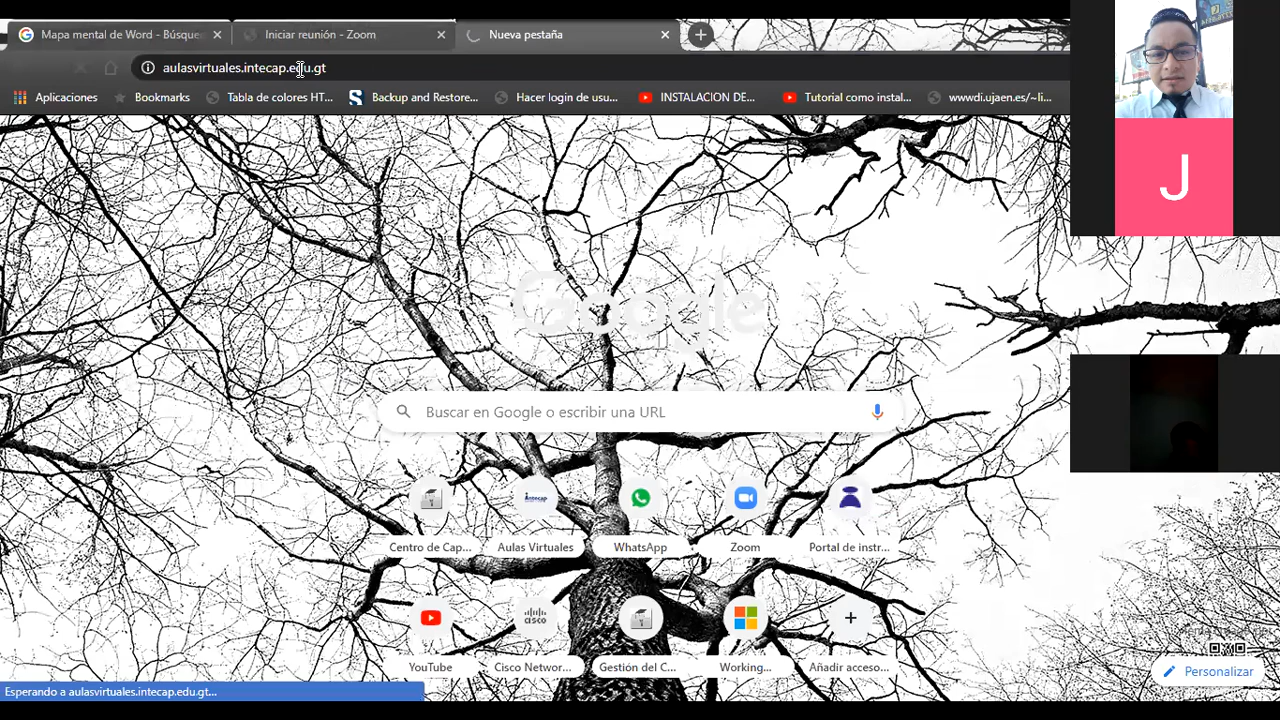 Mapa mental de Word - Búsque
Iniciar reunión - Zoom
Nueva pestaña
aulasvirtuales.intecap.edu.gt
Aplicaciones
Bookmarks
Tabla de colores HT...
Backup and Restore...
Hacer login de usu...
INSTALACION DE...
Tutorial como instal...
wwwdi.ujaen.es/~li...
J
Google
Buscar en Google o escribir una URL
intecap
Centro de Cap...
Aulas Virtuales
WhatsApp
Zoom
Portal de instr...
cisco
YouTube
Cisco Networ...
Gestión del C...
Working...
Añadir acceso...
Personalizar
Esperando a aulasvirtuales.intecap.edu.gt...